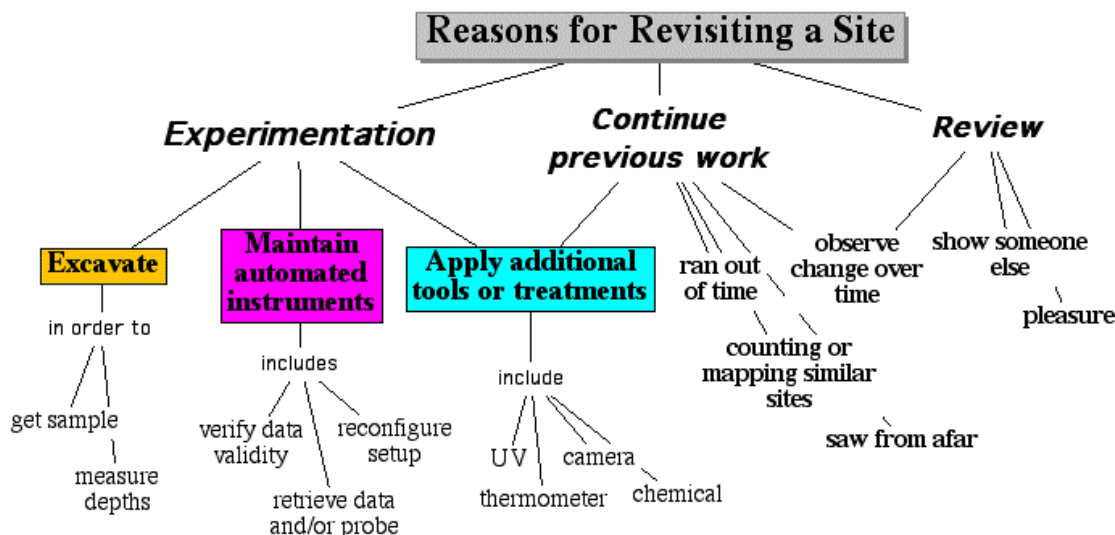 Reasons for Revisiting a Site
Experimentation
Continue
previous work
Review
Excavate
Maintain
automated
instruments
Apply additional
tools or treatments
ran out
of time
observe
change over
time
show someone
else
pleasure
in order to
includes
include
counting or
mapping similar
sites
get sample
verify data
validity
reconfigure
setup
saw from afar
UV
camera
measure
depths
retrieve data
and/or probe
thermometer
chemical